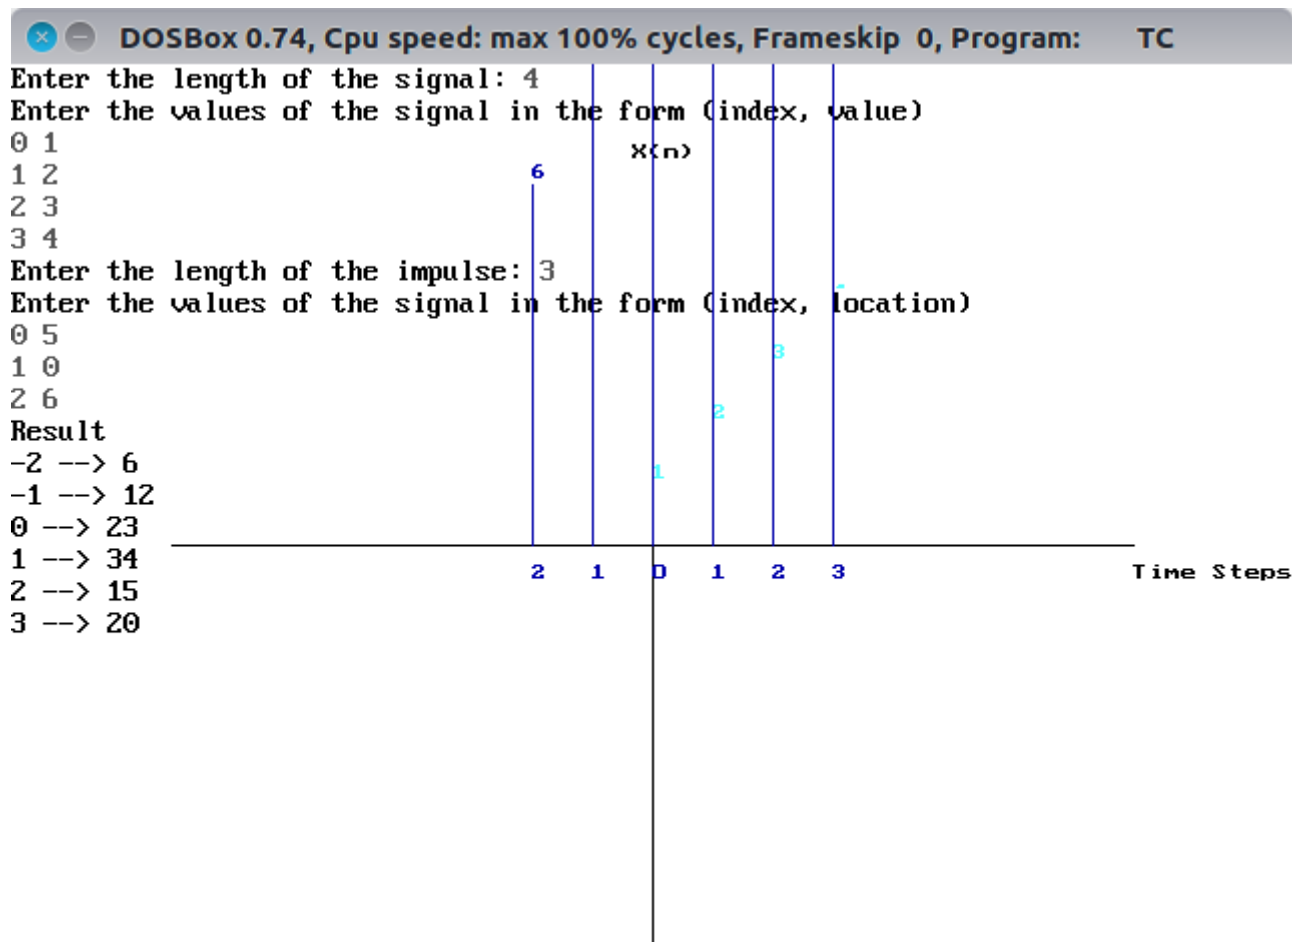 DOSBox 0.74, Cpu speed: max 100% cycles, Frameskip 0, Program: TC
Enter the length of the signal: 4
Enter the values of the signal in the form (index, value)
0 1
1 2
2 3
3 4
Enter the length of the impulse: 3
Enter the values of the signal in the form (index, location)
0 5
1 0
2 6
Result
-2 --> 6
-1 --> 12
0 --> 23
1 --> 34
2 --> 15
3 --> 20
X(n)
6
3
2
1
2 1 0 1 2 3
Time Steps